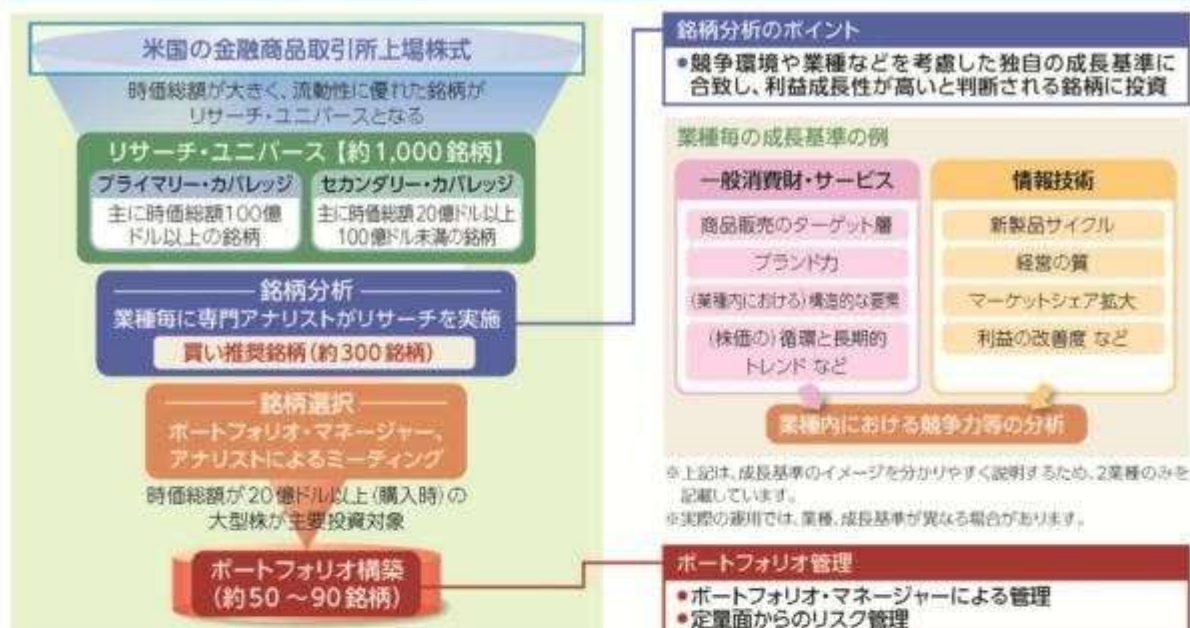 米国の金融商品取引所上場株式
時価総額が大きく、流動性に優れた銘柄が
リサーチ・ユニバースとなる
リサーチ・ユニバース【約1,000銘柄】
プライマリー・カバレッジ
主に時価総額100億
ドル以上の銘柄
セカンダリー・カバレッジ
主に時価総額20億ドル以上
100億ドル未満の銘柄
銘柄分析
業種毎に専門アナリストがリサーチを実施
買い推奨銘柄(約300銘柄)
銘柄選択
ポートフォリオ・マネージャー、
アナリストによるミーティング
時価総額が20億ドル以上(購入時)の
大型株が主要投資対象
ポートフォリオ構築
(約50～90銘柄)
銘柄分析のポイント
●競争環境や業種などを考慮した独自の成長基準に
合致し、利益成長性が高いと判断される銘柄に投資
業種毎の成長基準の例
一般消費財・サービス
商品販売のターゲット層
ブランド力
(業種内における)構造的な要素
(株価の)循環と長期的
トレンド など
情報技術
新製品サイクル
経営の質
マーケットシェア拡大
利益の改善度 など
業種内における競争力等の分析
※上記は、成長基準のイメージを分かりやすく説明するため、2業種のみを
記載しています。
※実際の運用では、業種、成長基準が異なる場合があります。
ポートフォリオ管理
●ポートフォリオ・マネージャーによる管理
●定量面からのリスク管理